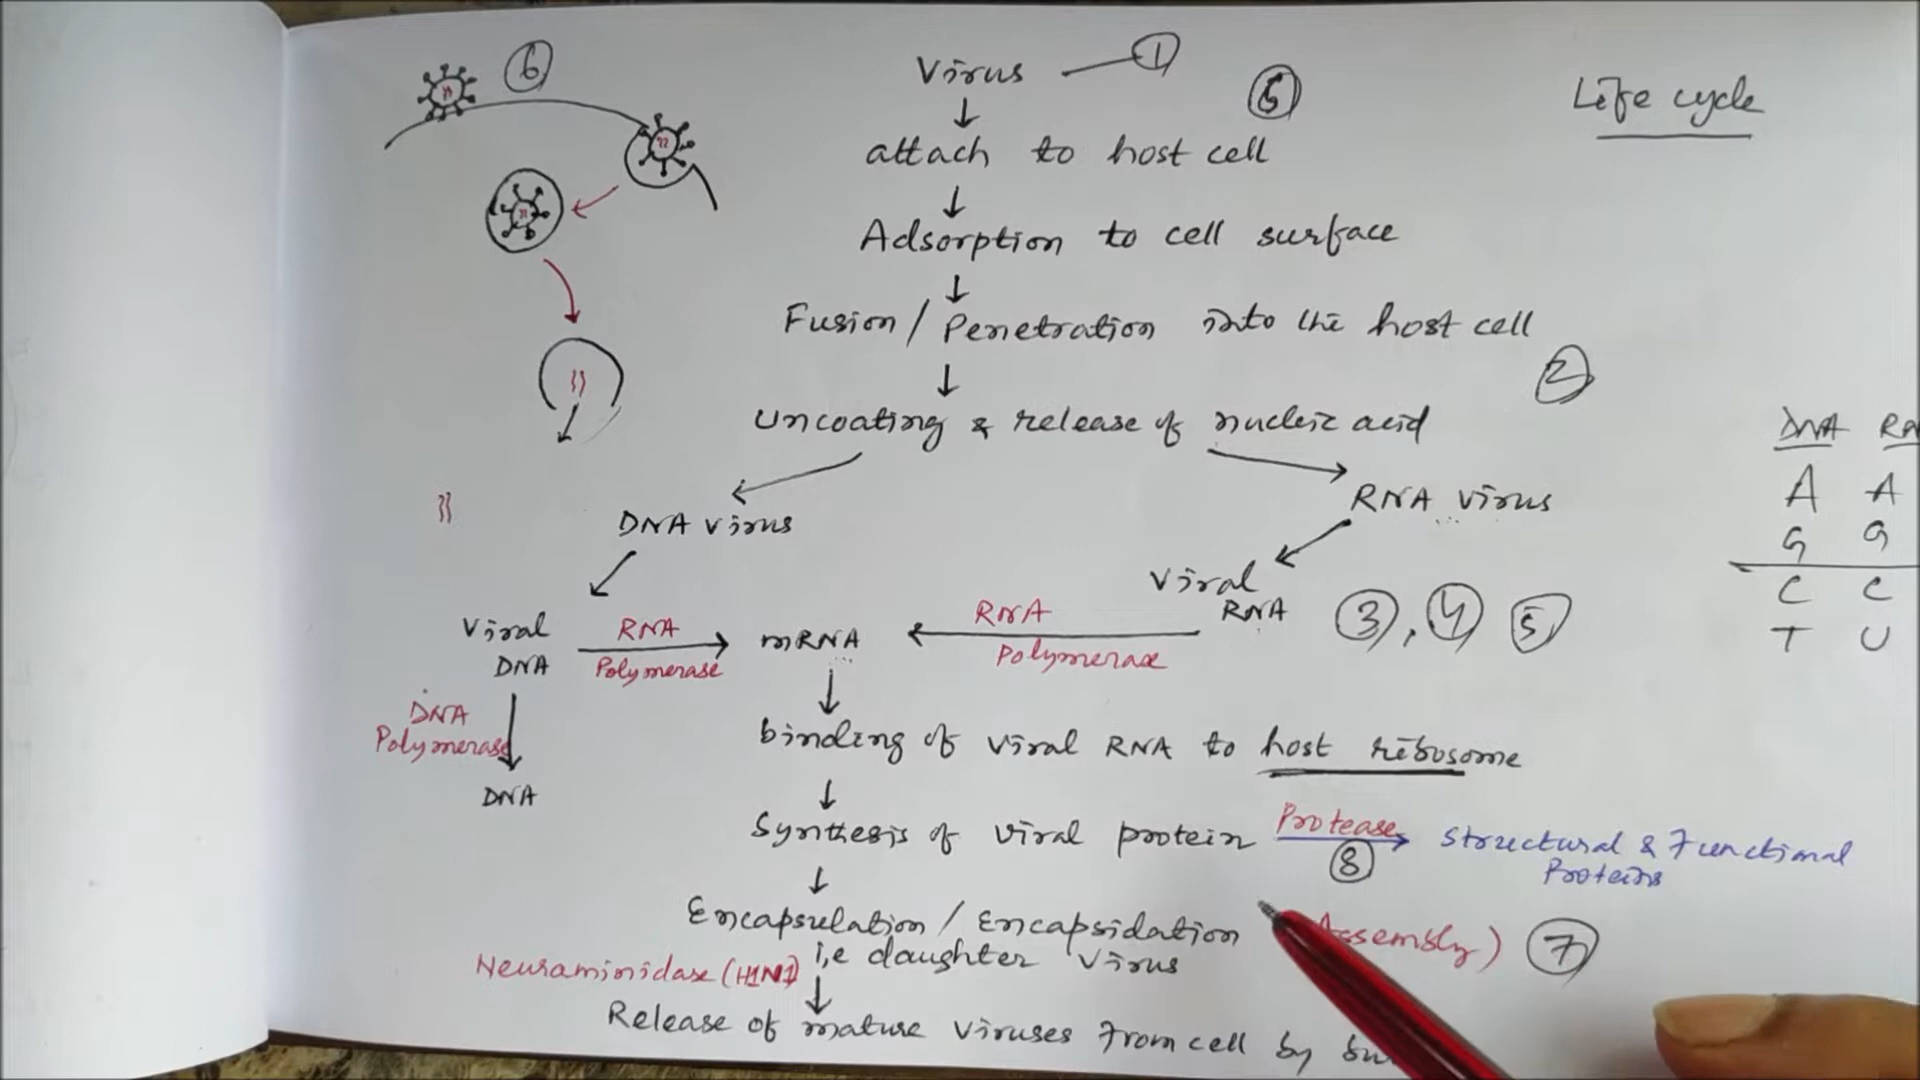 6
Virus
1
6
Life cycle
attach to host cell
Adsorption to cell surface
Fusion / Penetration into the host cell
2
Uncoating & release of nucleic acid
DNA
A A
G G
C C
T U
DNA virus
RNA virus
Viral
RNA
3, 4 5
Viral
DNA
RNA
Polymerase
mRNA
RNA
Polymerase
DNA
Polymerase
DNA
binding of viral RNA to host ribosome
Synthesis of viral protein
Protease
8
Structural & Functional
Proteins
Encapsulation / Encapsidation Assembly) 7
i,e daughter virus
Neuraminidase (H1N1)
Release of mature viruses from cell by